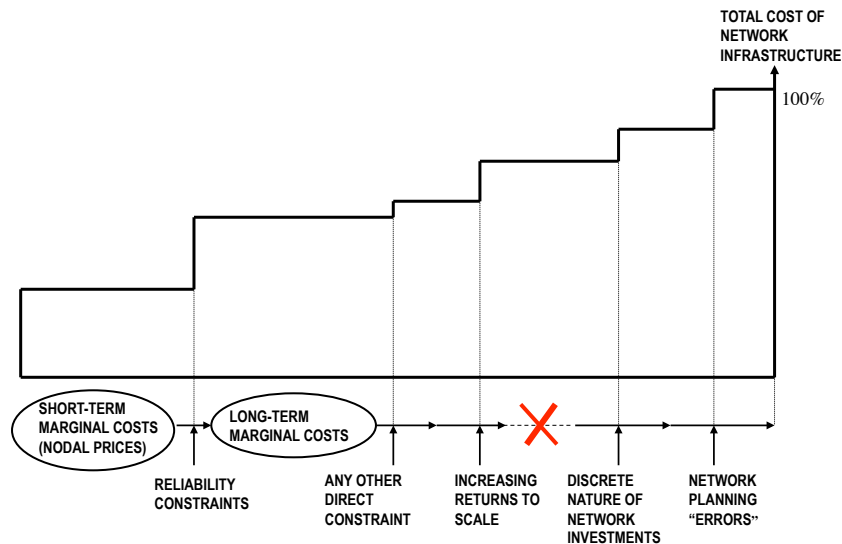 TOTAL COST OF
NETWORK
INFRASTRUCTURE
100%
SHORT-TERM
MARGINAL COSTS
(NODAL PRICES)
LONG-TERM
MARGINAL COSTS
RELIABILITY
CONSTRAINTS
ANY OTHER
DIRECT
CONSTRAINT
INCREASING
RETURNS TO
SCALE
DISCRETE
NATURE OF
NETWORK
INVESTMENTS
NETWORK
PLANNING
“ERRORS”